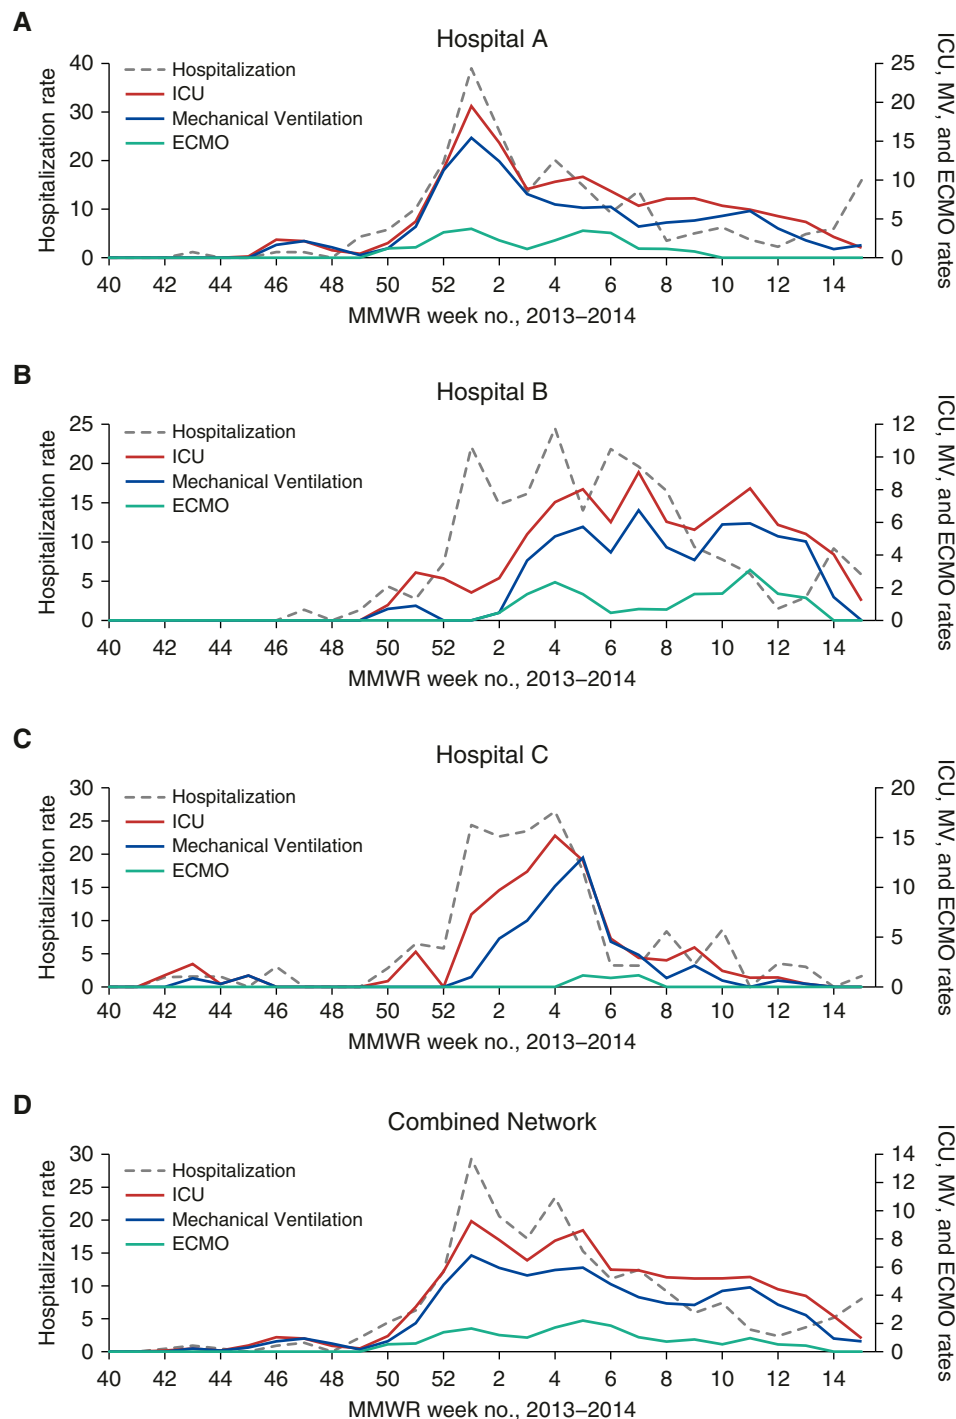 A
Hospital A
Hospitalization rate
40
30
20
10
0
Hospitalization
ICU
Mechanical Ventilation
ECMO
25
20
15
10
5
0
ICU, MV, and ECMO rates
40 42 44 46 48 50 52 2 4 6 8 10 12 14
MMWR week no., 2013–2014
B
Hospital B
Hospitalization rate
25
20
15
10
5
0
Hospitalization
ICU
Mechanical Ventilation
ECMO
12
10
8
6
4
2
0
ICU, MV, and ECMO rates
40 42 44 46 48 50 52 2 4 6 8 10 12 14
MMWR week no., 2013–2014
C
Hospital C
Hospitalization rate
30
25
20
15
10
5
0
Hospitalization
ICU
Mechanical Ventilation
ECMO
20
15
10
5
0
ICU, MV, and ECMO rates
40 42 44 46 48 50 52 2 4 6 8 10 12 14
MMWR week no., 2013–2014
D
Combined Network
Hospitalization rate
30
25
20
15
10
5
0
Hospitalization
ICU
Mechanical Ventilation
ECMO
14
12
10
8
6
4
2
0
ICU, MV, and ECMO rates
40 42 44 46 48 50 52 2 4 6 8 10 12 14
MMWR week no., 2013–2014